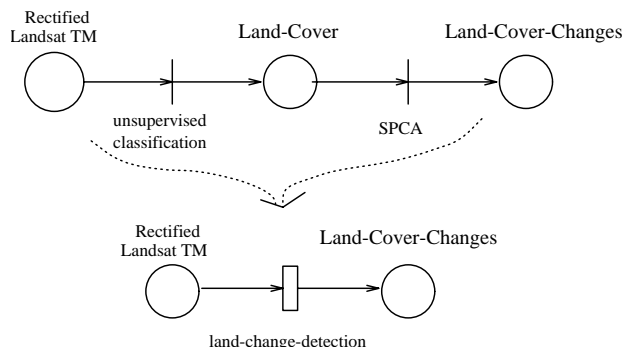 Rectified
Landsat TM
Land-Cover
Land-Cover-Changes
unsupervised
classification
SPCA
Rectified
Landsat TM
Land-Cover-Changes
land-change-detection